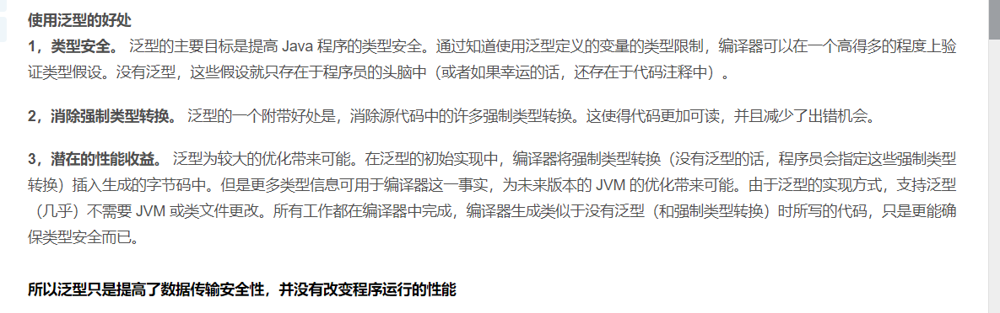 使用泛型的好处
1，类型安全。 泛型的主要目标是提高 Java 程序的类型安全。通过知道使用泛型定义的变量的类型限制，编译器可以在一个高得多的程度上验
证类型假设。没有泛型，这些假设就只存在于程序员的头脑中（或者如果幸运的话，还存在于代码注释中）。
2，消除强制类型转换。 泛型的一个附带好处是，消除源代码中的许多强制类型转换。这使得代码更加可读，并且减少了出错机会。
3，潜在的性能收益。 泛型为较大的优化带来可能。在泛型的初始实现中，编译器将强制类型转换（没有泛型的话，程序员会指定这些强制类型
转换）插入生成的字节码中。但是更多类型信息可用于编译器这一事实，为未来版本的 JVM 的优化带来可能。由于泛型的实现方式，支持泛型
（几乎）不需要 JVM 或类文件更改。所有工作都在编译器中完成，编译器生成类似于没有泛型（和强制类型转换）时所写的代码，只是更能确
保类型安全而已。
所以泛型只是提高了数据传输安全性，并没有改变程序运行的性能